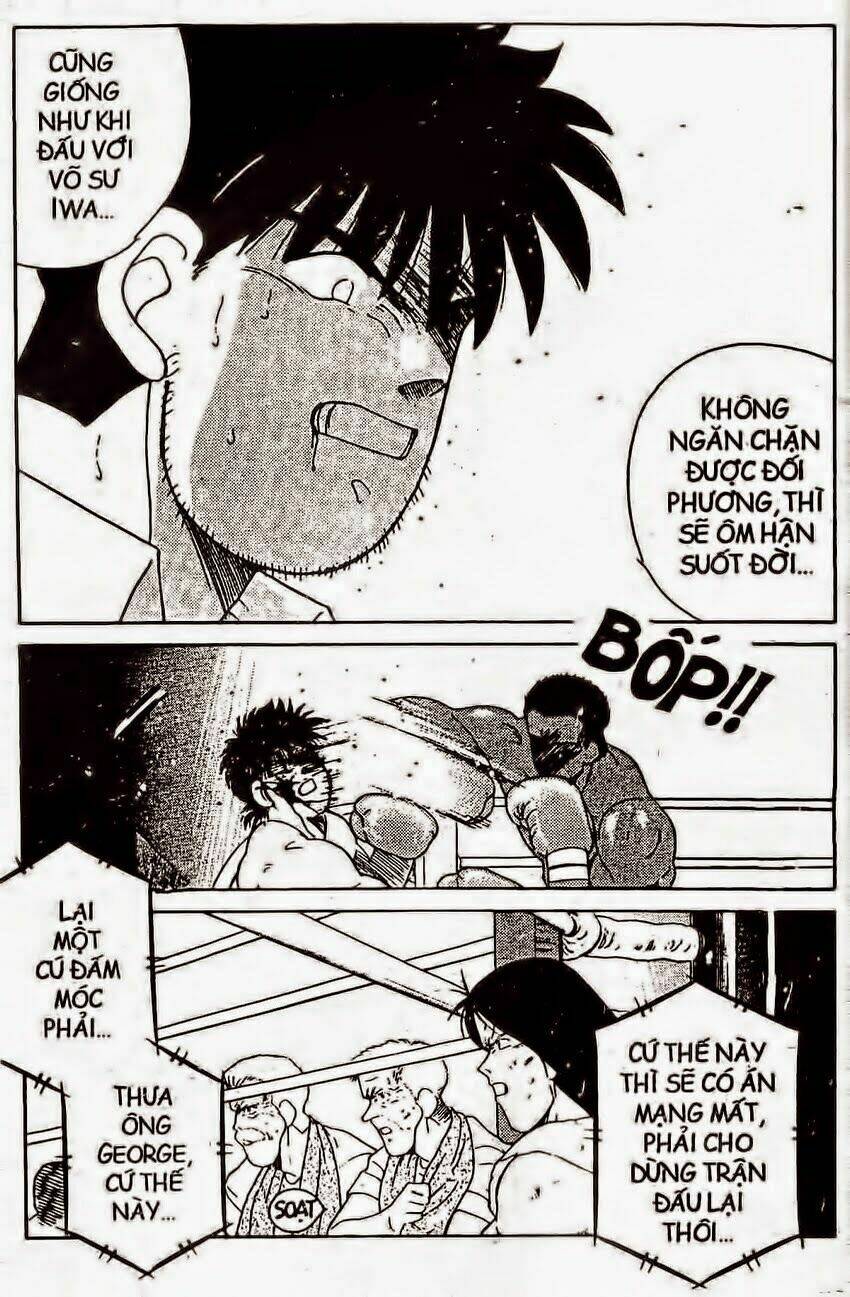 CŨNG
GIỐNG
NHƯ KHI
ĐẤU VỚI
VÕ SƯ
IWA...
KHÔNG
NGĂN CHẶN
ĐƯỢC ĐỐI
PHƯƠNG, THÌ
SẼ ÔM HẬN
SUỐT ĐỜI...
BỐP!!
LẠI
MỘT
CÚ ĐẤM
MÓC
PHẢI...
THƯA
ÔNG
GEORGE,
CỨ THẾ
NÀY...
SOẠT
CỨ THẾ NÀY
THÌ SẼ CÓ ÁN
MẠNG MẤT,
PHẢI CHO
DỪNG TRẬN
ĐẤU LẠI
THÔI...